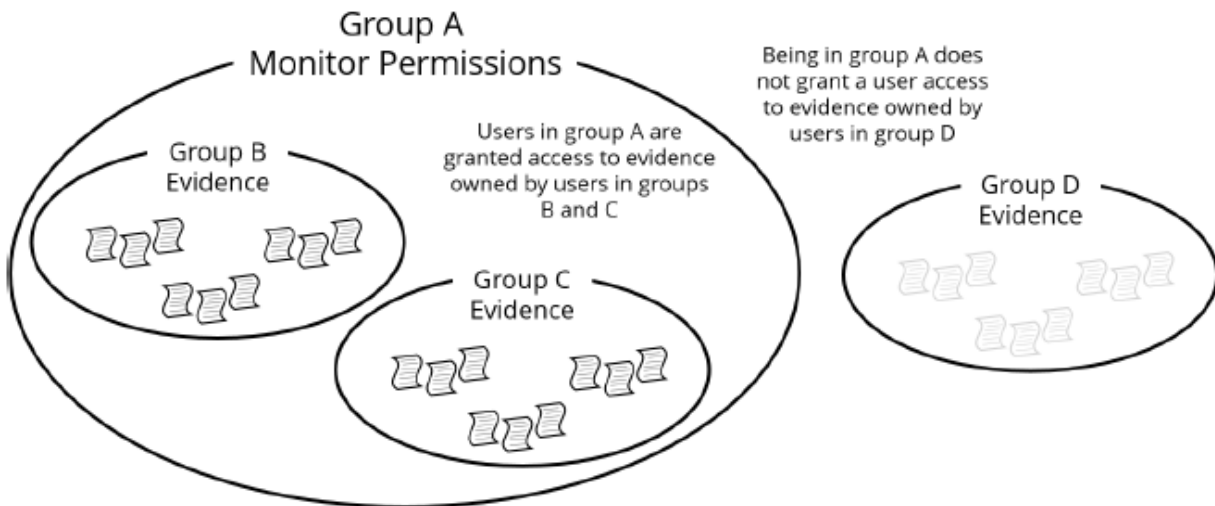 Group A
Monitor Permissions
Being in group A does
not grant a user access
to evidence owned by
users in group D
Users in group A are
granted access to evidence
owned by users in groups
B and C
Group B
Evidence
Group D
Evidence
Group C
Evidence